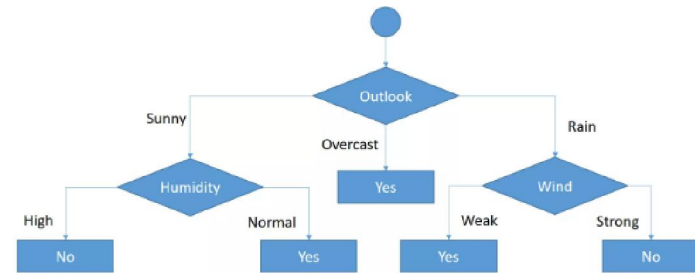 Outlook
Sunny
Overcast
Rain
Humidity
Yes
Wind
High
Normal
Weak
Strong
No
Yes
Yes
No